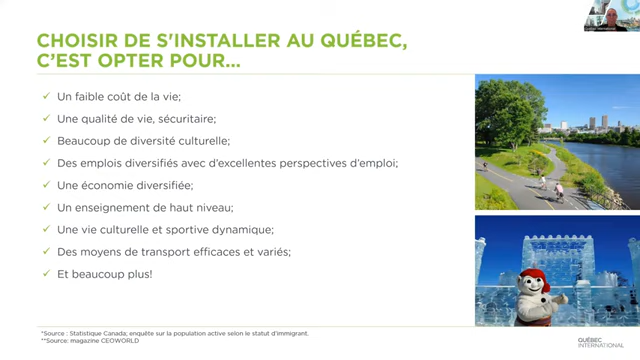 CHOISIR DE S'INSTALLER AU QUÉBEC,
C'EST OPTER POUR...
Un faible coût de la vie;
Une qualité de vie, sécuritaire;
Beaucoup de diversité culturelle;
Des emplois diversifiés avec d'excellentes perspectives d'emploi;
Une économie diversifiée;
Un enseignement de haut niveau;
Une vie culturelle et sportive dynamique;
Des moyens de transport efficaces et variés;
Et beaucoup plus!
*Source : Statistique Canada; enquête sur la population active selon le statut d'immigrant.
**Source: magazine CEOWORLD
QUÉBEC
INTERNATIONAL